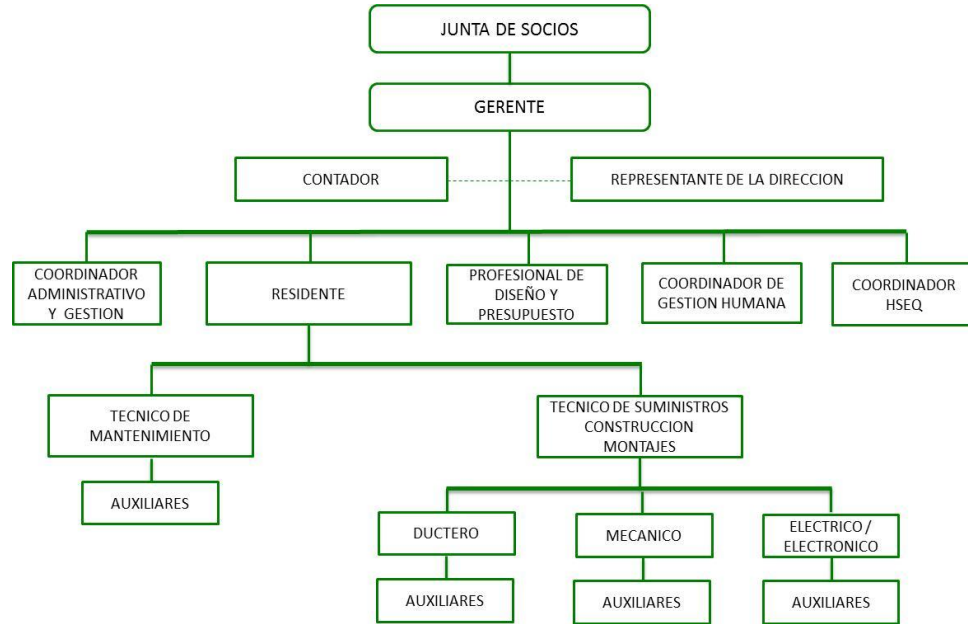 JUNTA DE SOCIOS
GERENTE
CONTADOR
REPRESENTANTE DE LA DIRECCION
COORDINADOR
ADMINISTRATIVO
Y GESTION
RESIDENTE
PROFESIONAL DE
DISEÑO Y
PRESUPUESTO
COORDINADOR DE
GESTION HUMANA
COORDINADOR
HSEQ
TECNICO DE
MANTENIMIENTO
TECNICO DE SUMINISTROS
CONSTRUCCION
MONTAJES
AUXILIARES
DUCTERO
MECANICO
ELECTRICO /
ELECTRONICO
AUXILIARES
AUXILIARES
AUXILIARES